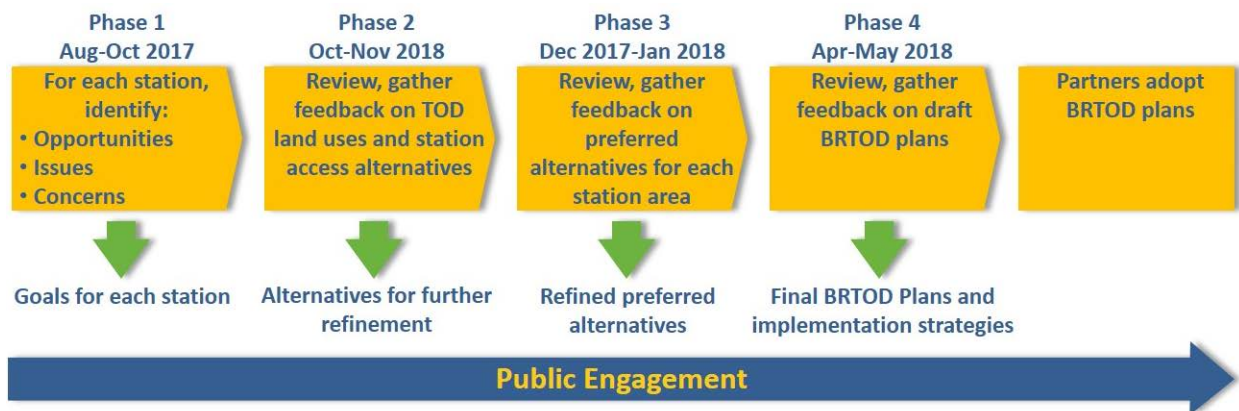 Phase 1
Aug-Oct 2017
For each station,
identify:
• Opportunities
• Issues
• Concerns
Goals for each station
Phase 2
Oct-Nov 2018
Review, gather
feedback on TOD
land uses and station
access alternatives
Alternatives for further
refinement
Phase 3
Dec 2017-Jan 2018
Review, gather
feedback on
preferred
alternatives for each
station area
Refined preferred
alternatives
Phase 4
Apr-May 2018
Review, gather
feedback on draft
BRTOD plans
Final BRTOD Plans and
implementation strategies
Partners adopt
BRTOD plans
Public Engagement